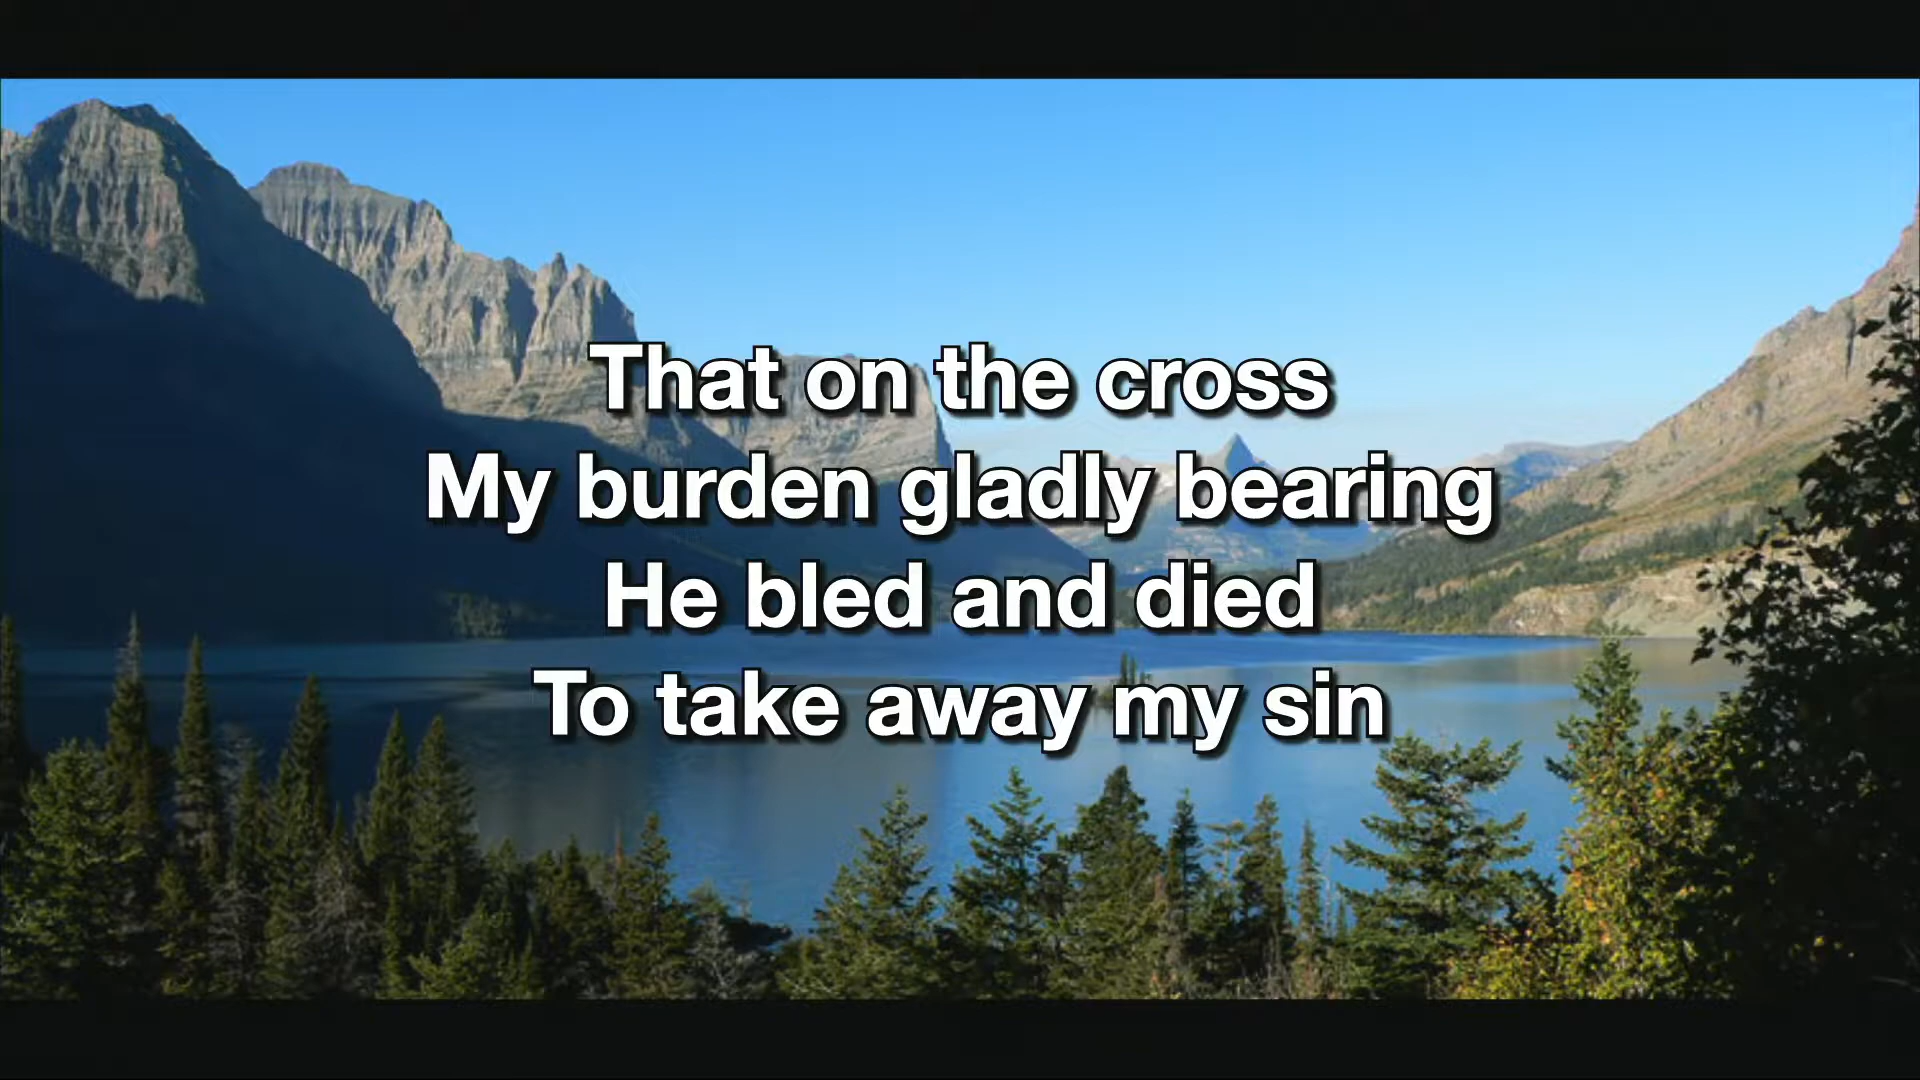 That on the cross
My burden gladly bearing
He bled and died
To take away my sin